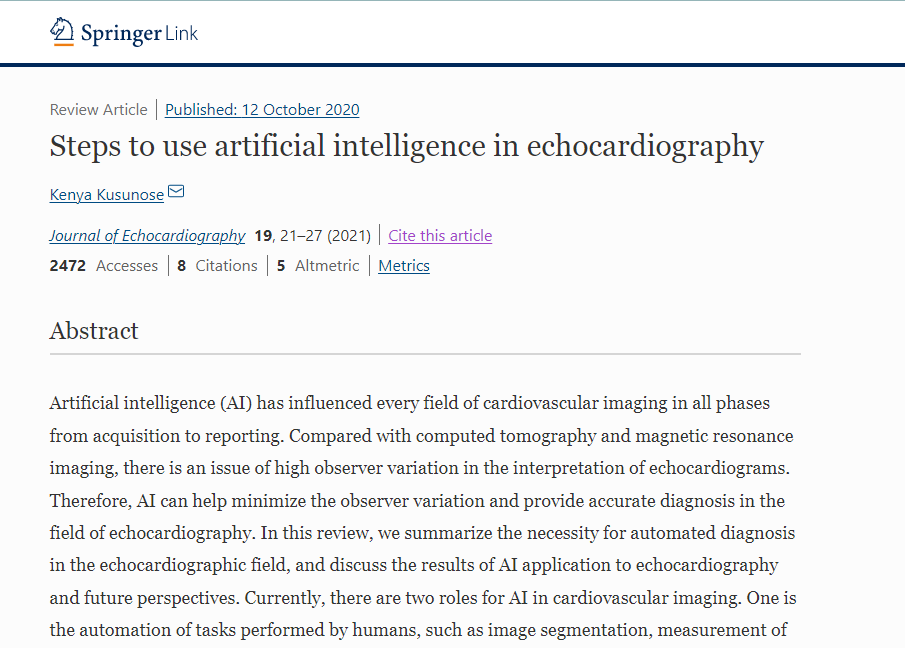 Springer Link
Review Article | Published: 12 October 2020
Steps to use artificial intelligence in echocardiography
Kenya Kusunose
Journal of Echocardiography 19, 21–27 (2021) | Cite this article
2472 Accesses | 8 Citations | 5 Altmetric | Metrics
Abstract
Artificial intelligence (AI) has influenced every field of cardiovascular imaging in all phases
from acquisition to reporting. Compared with computed tomography and magnetic resonance
imaging, there is an issue of high observer variation in the interpretation of echocardiograms.
Therefore, AI can help minimize the observer variation and provide accurate diagnosis in the
field of echocardiography. In this review, we summarize the necessity for automated diagnosis
in the echocardiographic field, and discuss the results of AI application to echocardiography
and future perspectives. Currently, there are two roles for AI in cardiovascular imaging. One is
the automation of tasks performed by humans, such as image segmentation, measurement of